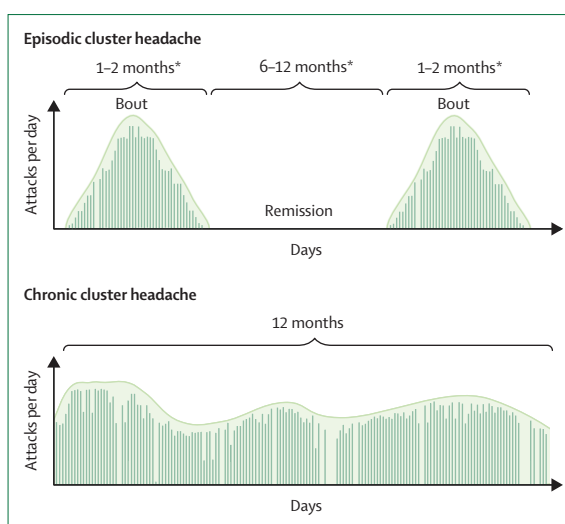 Episodic cluster headache
1–2 months* 6–12 months* 1–2 months*
Bout Bout
Attacks per day
Remission
Days
Chronic cluster headache
12 months
Attacks per day
Days